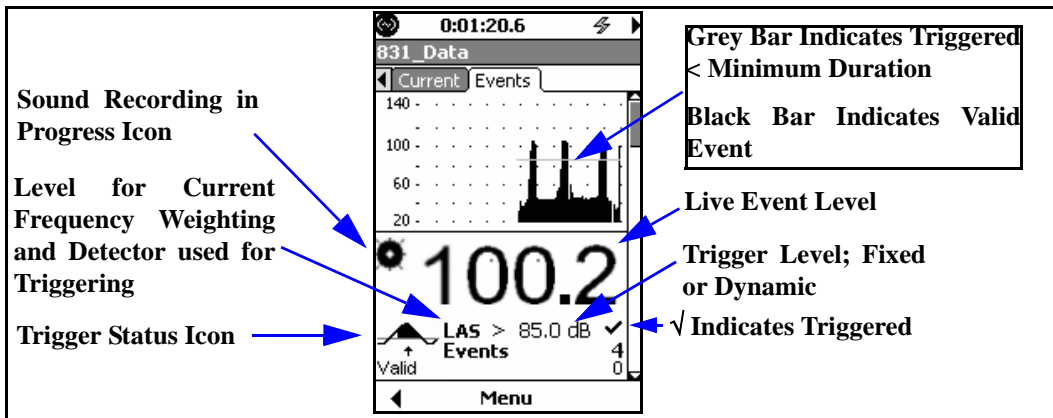 Sound Recording in
Progress Icon
Level for Current
Frequency Weighting
and Detector used for
Triggering
Trigger Status Icon
0:01:20.6
831_Data
Current
Events
140
100
60
20
100.2
LAS > 85.0 dB ✓
Events 4
Valid 0
Menu
Grey Bar Indicates Triggered
< Minimum Duration
Black Bar Indicates Valid
Event
Live Event Level
Trigger Level; Fixed
or Dynamic
√ Indicates Triggered